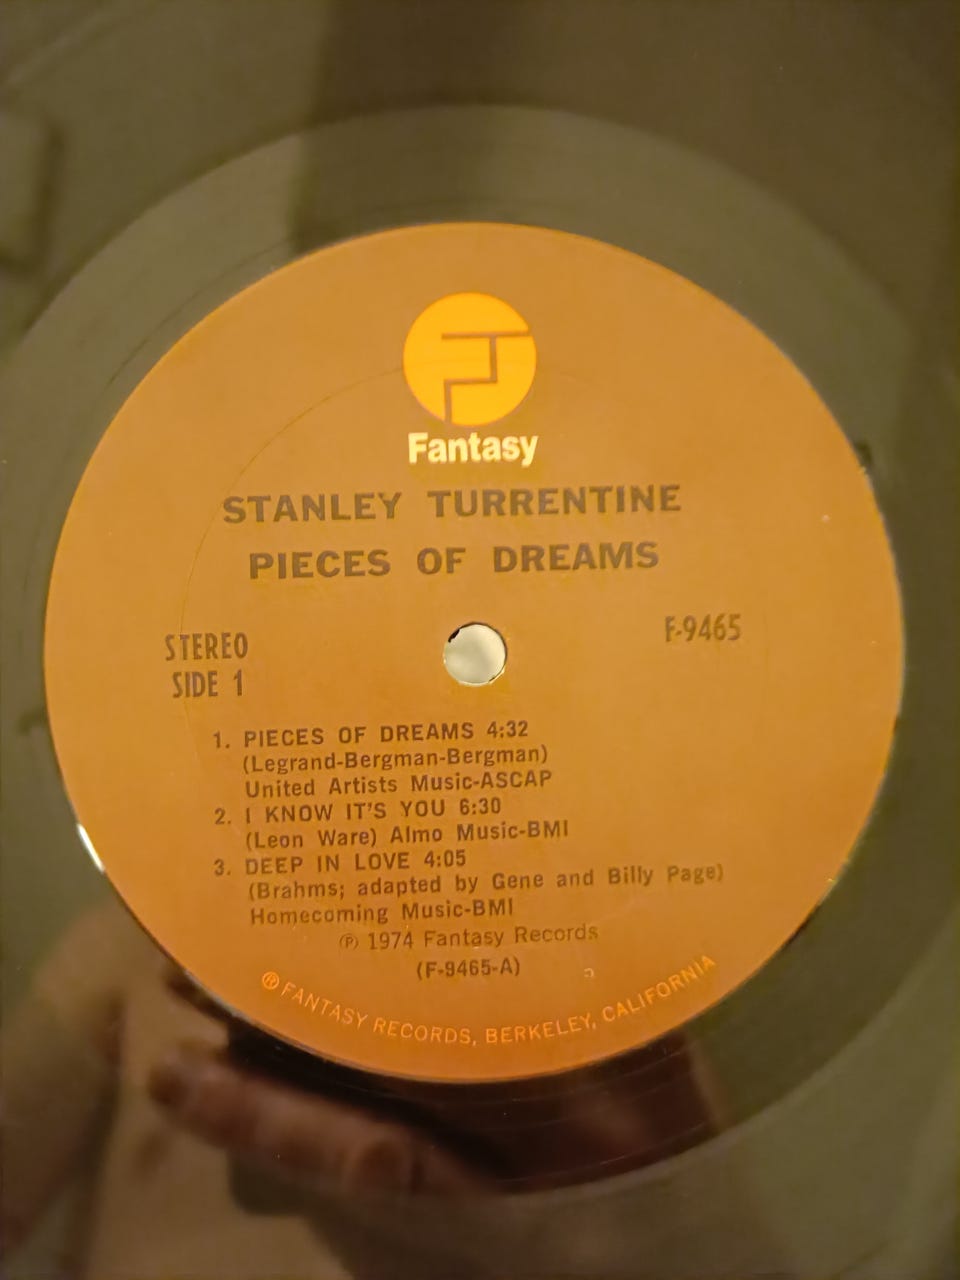 Fantasy
STANLEY TURRENTINE
PIECES OF DREAMS
STEREO
SIDE 1
F-9465
1. PIECES OF DREAMS 4:32
(Legrand-Bergman-Bergman)
United Artists Music-ASCAP
2. I KNOW IT'S YOU 6:30
(Leon Ware) Almo Music-BMI
3. DEEP IN LOVE 4:05
(Brahms; adapted by Gene and Billy Page)
Homecoming Music-BMI
℗ 1974 Fantasy Records
(F-9465-A)
® FANTASY RECORDS, BERKELEY, CALIFORNIA